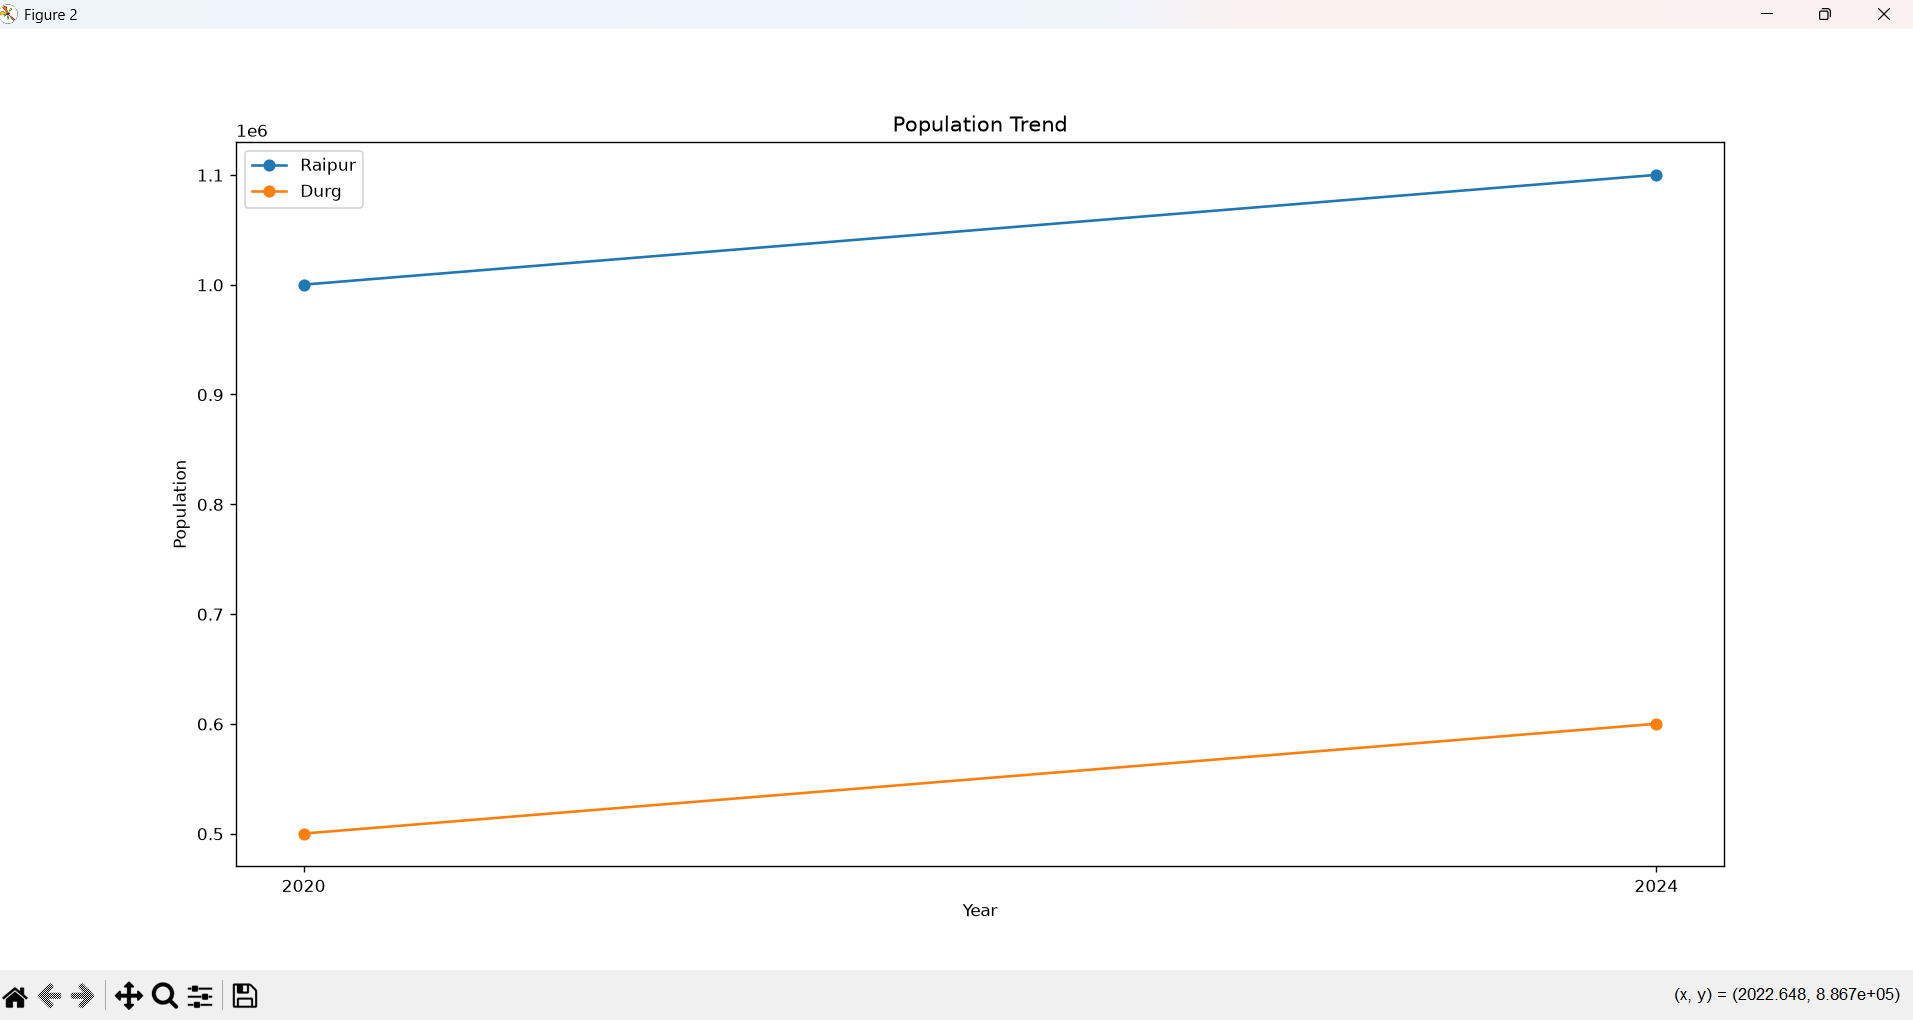 Figure 2
Population Trend
1e6
Raipur
Durg
1.1
1.0
0.9
0.8
0.7
0.6
0.5
Population
2020 2024
Year
(x, y) = (2022.648, 8.867e+05)